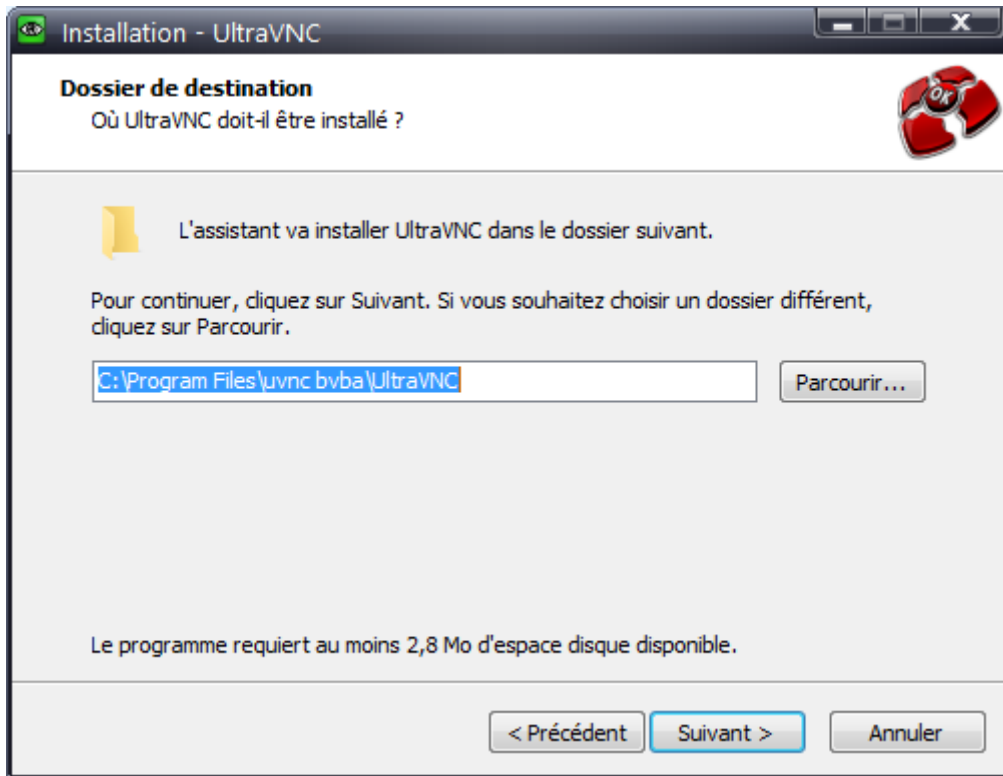 Installation - UltraVNC
Dossier de destination
Où UltraVNC doit-il être installé ?
OK
L'assistant va installer UltraVNC dans le dossier suivant.
Pour continuer, cliquez sur Suivant. Si vous souhaitez choisir un dossier différent,
cliquez sur Parcourir.
C:\Program Files\uvnc bvba\UltraVNC
Parcourir...
Le programme requiert au moins 2,8 Mo d'espace disque disponible.
< Précédent
Suivant >
Annuler